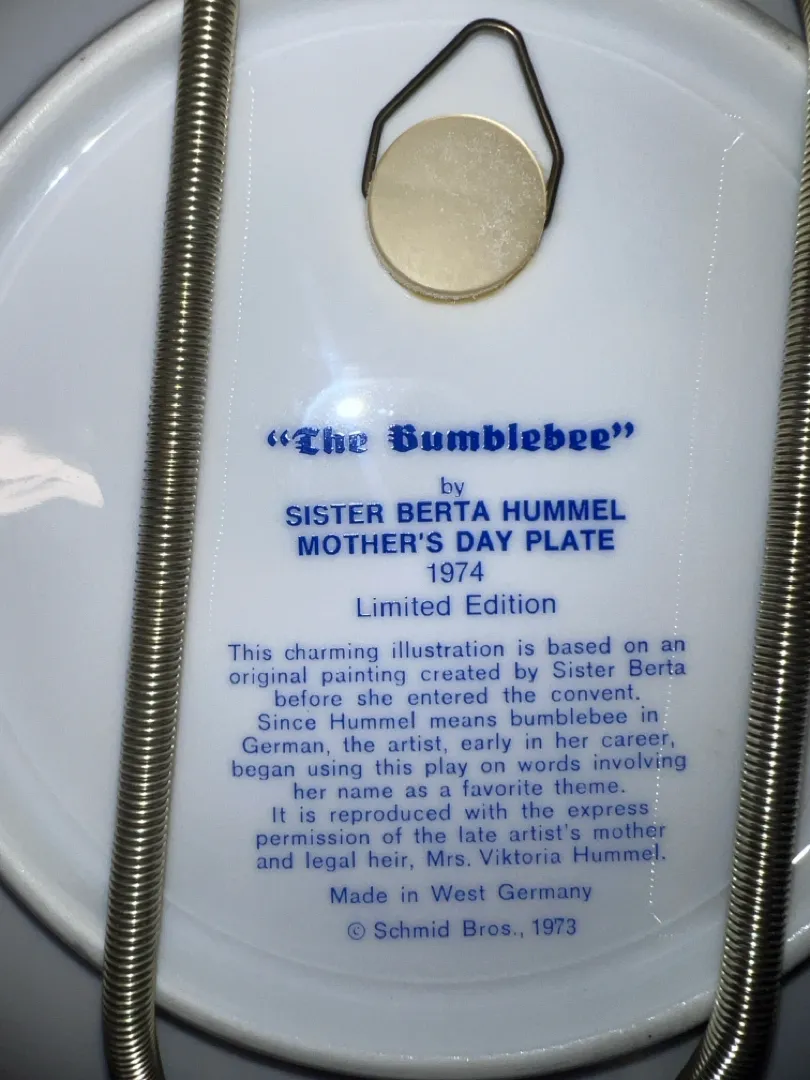 “The Bumblebee”
by
SISTER BERTA HUMMEL
MOTHER'S DAY PLATE
1974
Limited Edition
This charming illustration is based on an
original painting created by Sister Berta
before she entered the convent.
Since Hummel means bumblebee in
German, the artist, early in her career,
began using this play on words involving
her name as a favorite theme.
It is reproduced with the express
permission of the late artist's mother
and legal heir, Mrs. Viktoria Hummel.
Made in West Germany
© Schmid Bros., 1973